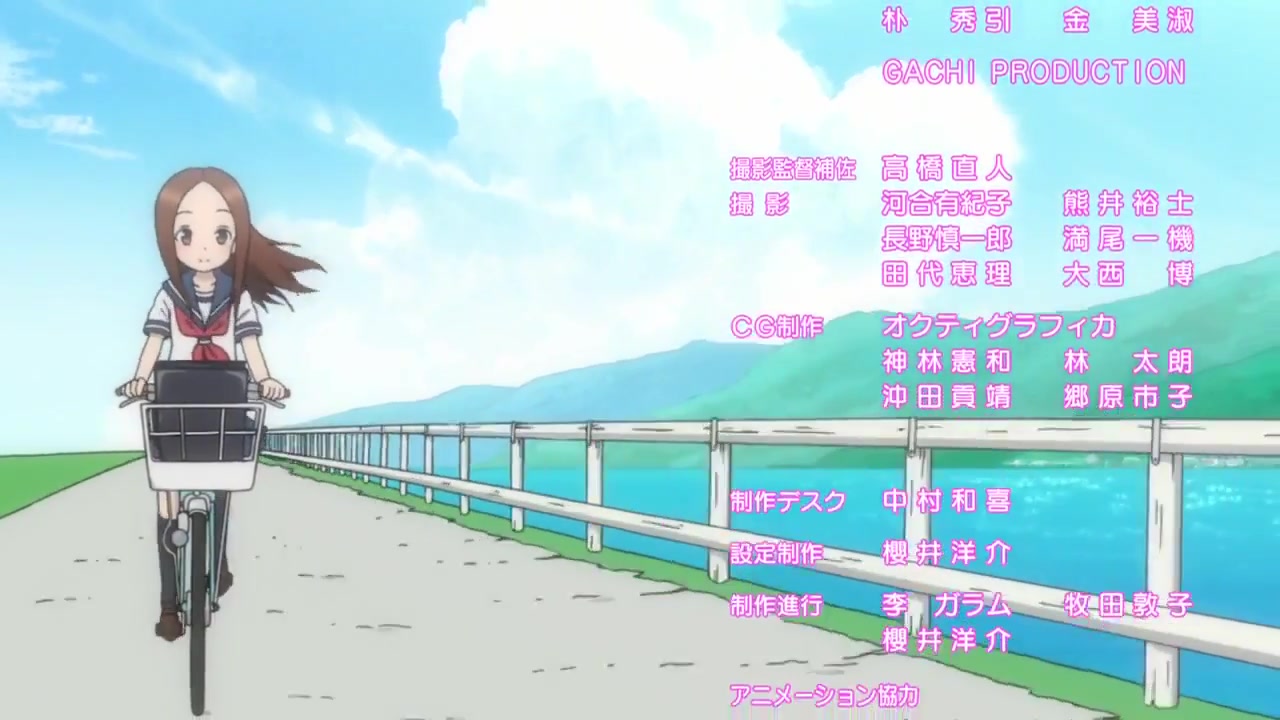 朴 秀引 金 美淑
GACHI PRODUCTION
撮影監督補佐 高橋直人
撮影 河合有紀子 熊井裕士
長野慎一郎 満尾一機
田代恵理 大西 博
CG制作 オクティグラフィカ
神林憲和 林 太朗
沖田貢靖 郷原市子
制作デスク 中村和喜
設定制作 櫻井洋介
制作進行 李 ガラム 牧田敦子
櫻井洋介
アニメーション協力